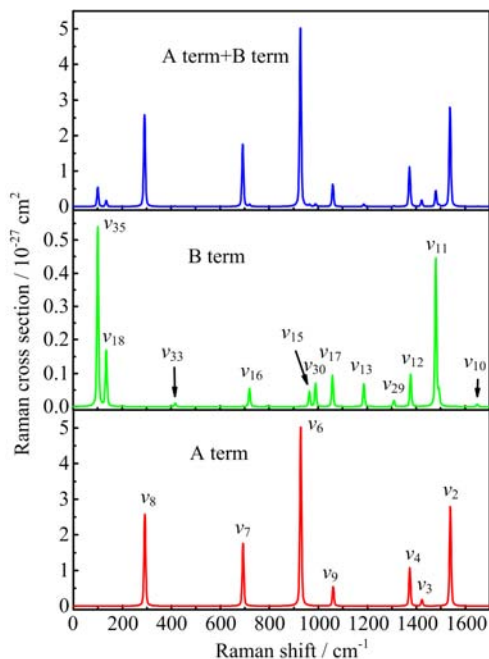 Raman cross section / 10⁻²⁷ cm²
5
4
3
2
1
0
A term+B term
0.5
0.4
0.3
0.2
0.1
0.0
B term
ν₃₅
ν₁₈
ν₃₃
ν₁₆
ν₁₅
ν₃₀
ν₁₇
ν₁₃
ν₂₉
ν₁₂
ν₁₁
ν₁₀
5
4
3
2
1
0
A term
ν₈
ν₇
ν₆
ν₉
ν₄
ν₃
ν₂
0 200 400 600 800 1000 1200 1400 1600
Raman shift / cm⁻¹